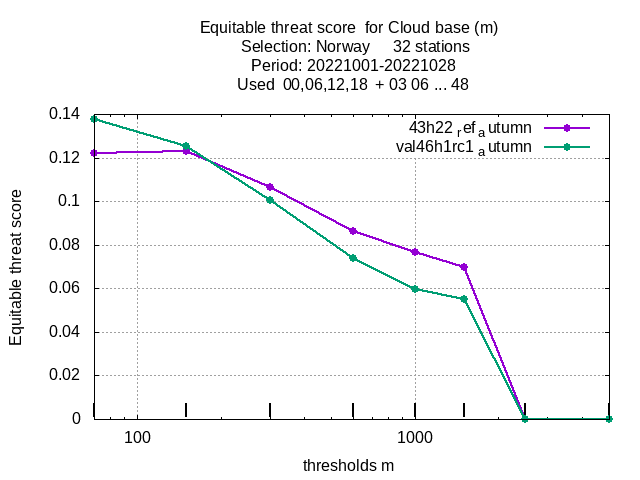 Equitable threat score  for Cloud base (m)
Selection: Norway     32 stations
Period: 20221001-20221028
Used  00,06,12,18  + 03 06 ... 48
43h22 refautumn
val46h1rc1 autumn
0.14
0.12
0.1
0.08
0.06
0.04
0.02
0
Equitable threat score
100
1000
thresholds m